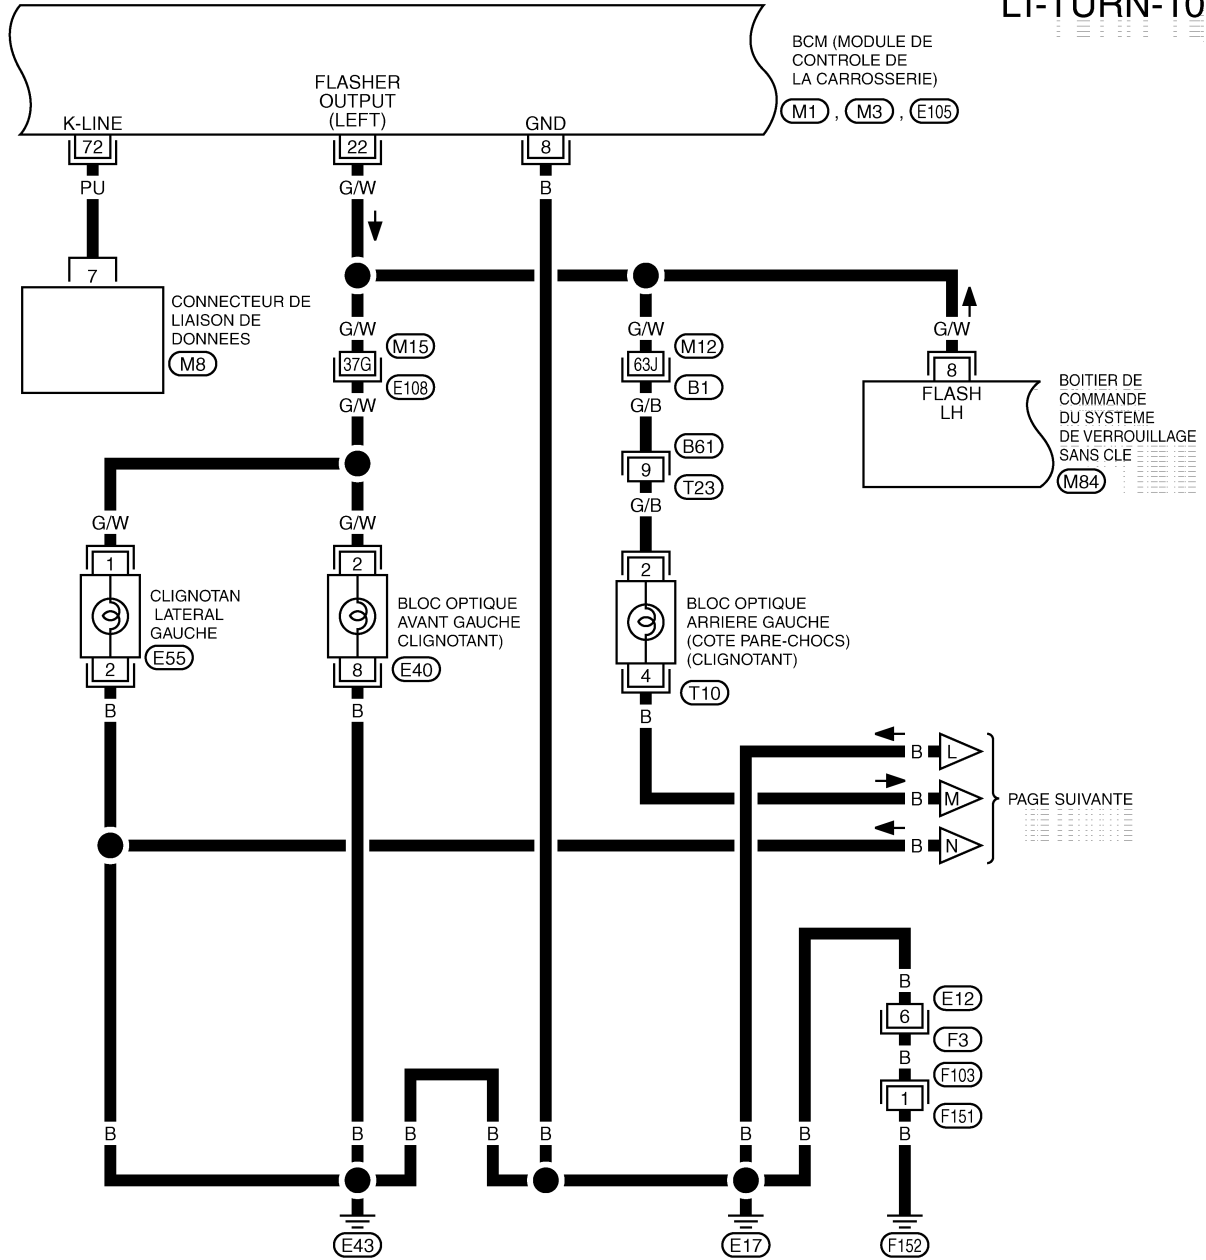 LI-TURN-10
BCM (MODULE DE
CONTROLE DE
LA CARROSSERIE)
M1 , M3 , E105
FLASHER
OUTPUT
(LEFT)
K-LINE
GND
72
22
8
PU
G/W
B
7
CONNECTEUR DE
LIAISON DE
DONNEES
M8
G/W
M15
37G
E108
G/W
G/W
M12
63J
B1
G/B
B61
9
T23
G/B
G/W
8
FLASH
LH
BOITIER DE
COMMANDE
DU SYSTEME
DE VERROUILLAGE
SANS CLE
M84
G/W
1
CLIGNOTAN
LATERAL
GAUCHE
E55
2
B
G/W
2
BLOC OPTIQUE
AVANT GAUCHE
CLIGNOTANT)
E40
8
B
2
BLOC OPTIQUE
ARRIERE GAUCHE
(COTE PARE-CHOCS)
(CLIGNOTANT)
4
T10
B
B L
B M
B N
PAGE SUIVANTE
B
E12
6
F3
B
F103
1
F151
B
B
B
B
B
B
B
B
E43
E17
F152